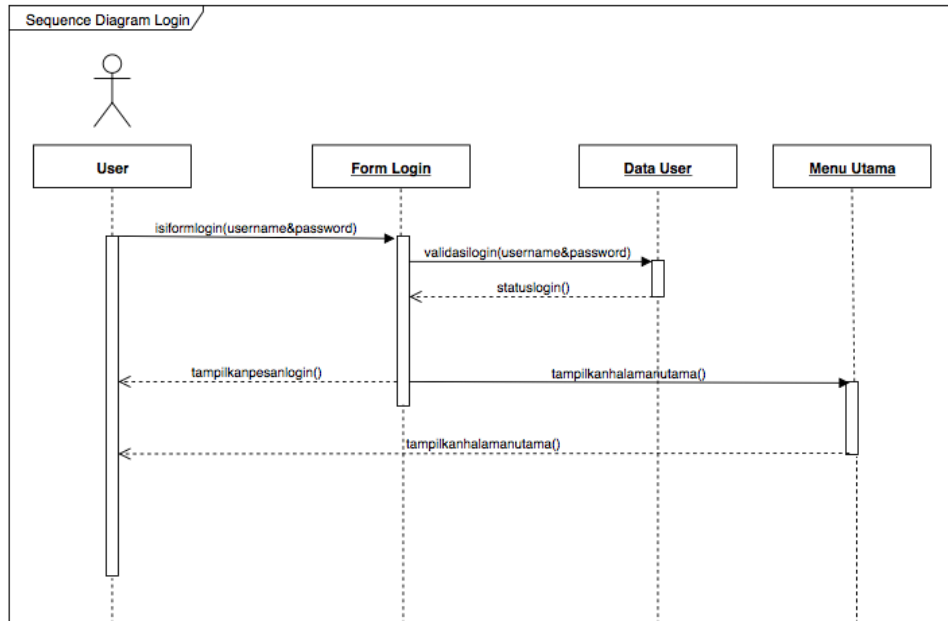 Sequence Diagram Login
User
Form Login
Data User
Menu Utama
isiformlogin(username&password)
validasilogin(username&password)
statuslogin()
tampilkanpesanlogin()
tampilkanhalamanutama()
tampilkanhalamanutama()